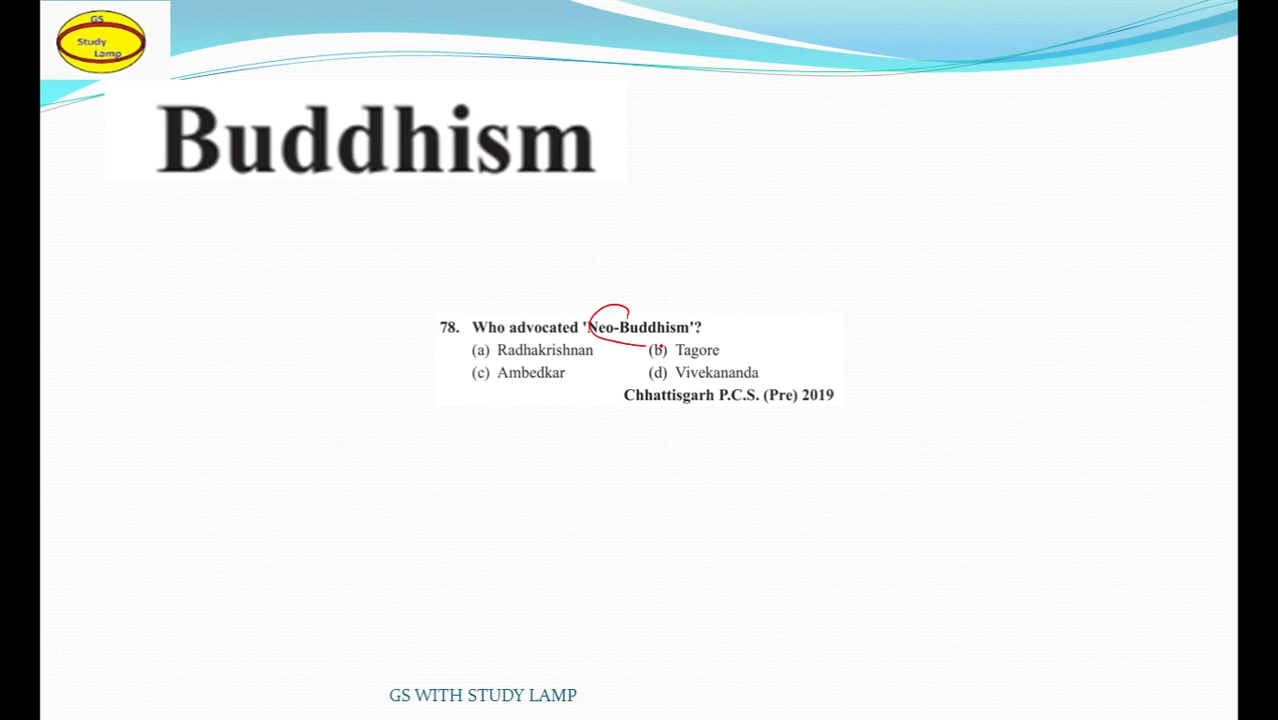 GS
Study
Lamp
Buddhism
78. Who advocated 'Neo-Buddhism'?
(a) Radhakrishnan (b) Tagore
(c) Ambedkar (d) Vivekananda
Chhattisgarh P.C.S. (Pre) 2019
GS WITH STUDY LAMP